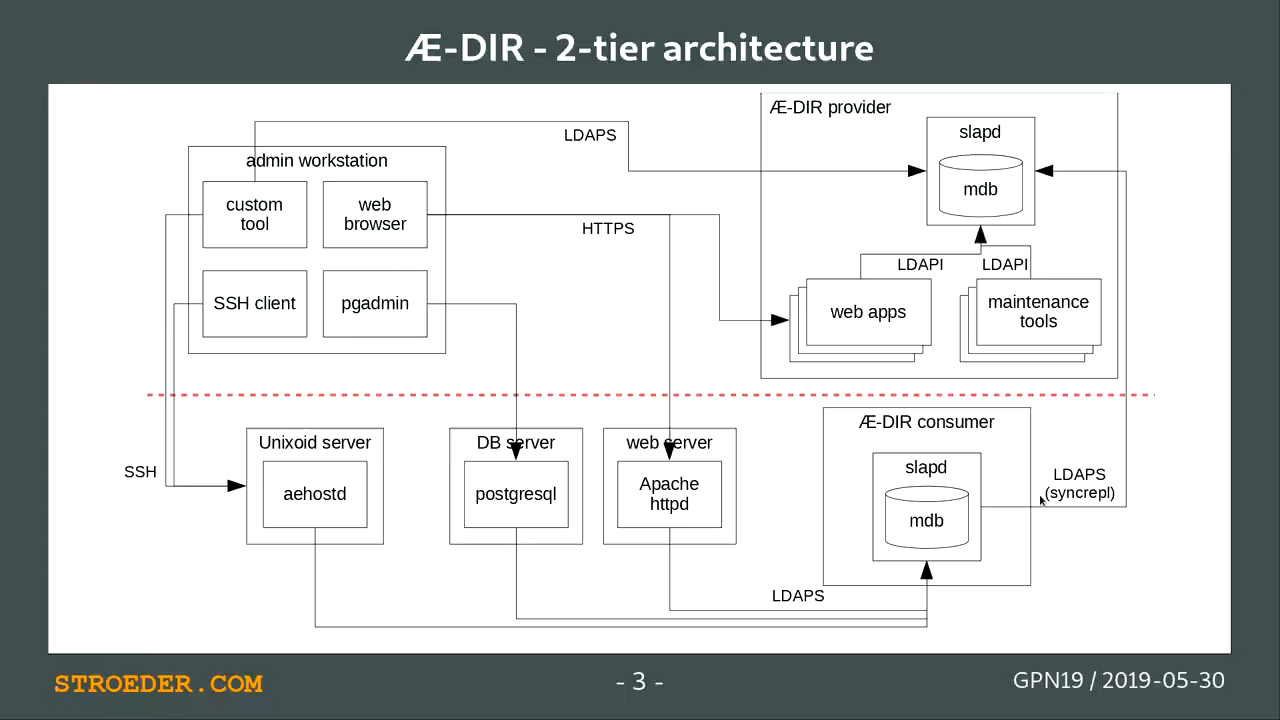 Æ-DIR - 2-tier architecture
Æ-DIR provider
slapd
mdb
LDAPS
admin workstation
custom
tool
web
browser
HTTPS
SSH client
pgadmin
LDAPI
LDAPI
web apps
maintenance
tools
Æ-DIR consumer
Unixoid server
DB server
web server
SSH
aehostd
postgresql
Apache
httpd
slapd
mdb
LDAPS
(syncrepl)
LDAPS
STROEDER.COM
- 3 -
GPN19 / 2019-05-30